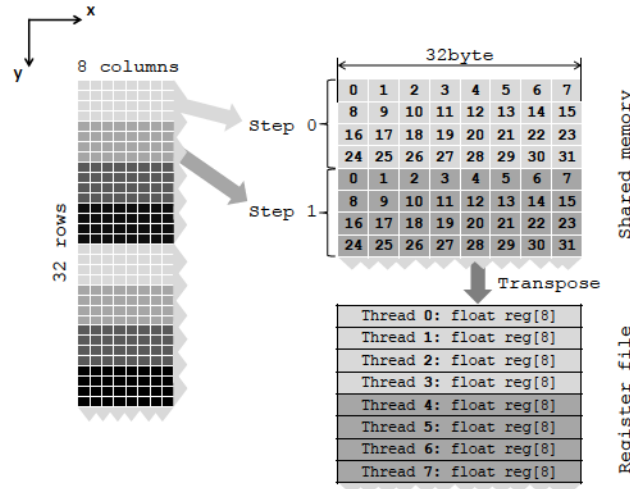 x
y
8 columns
32 rows
32byte
Step 0
0 1 2 3 4 5 6 7
8 9 10 11 12 13 14 15
16 17 18 19 20 21 22 23
24 25 26 27 28 29 30 31
Step 1
0 1 2 3 4 5 6 7
8 9 10 11 12 13 14 15
16 17 18 19 20 21 22 23
24 25 26 27 28 29 30 31
Shared memory
Transpose
Thread 0: float reg[8]
Thread 1: float reg[8]
Thread 2: float reg[8]
Thread 3: float reg[8]
Thread 4: float reg[8]
Thread 5: float reg[8]
Thread 6: float reg[8]
Thread 7: float reg[8]
Register file